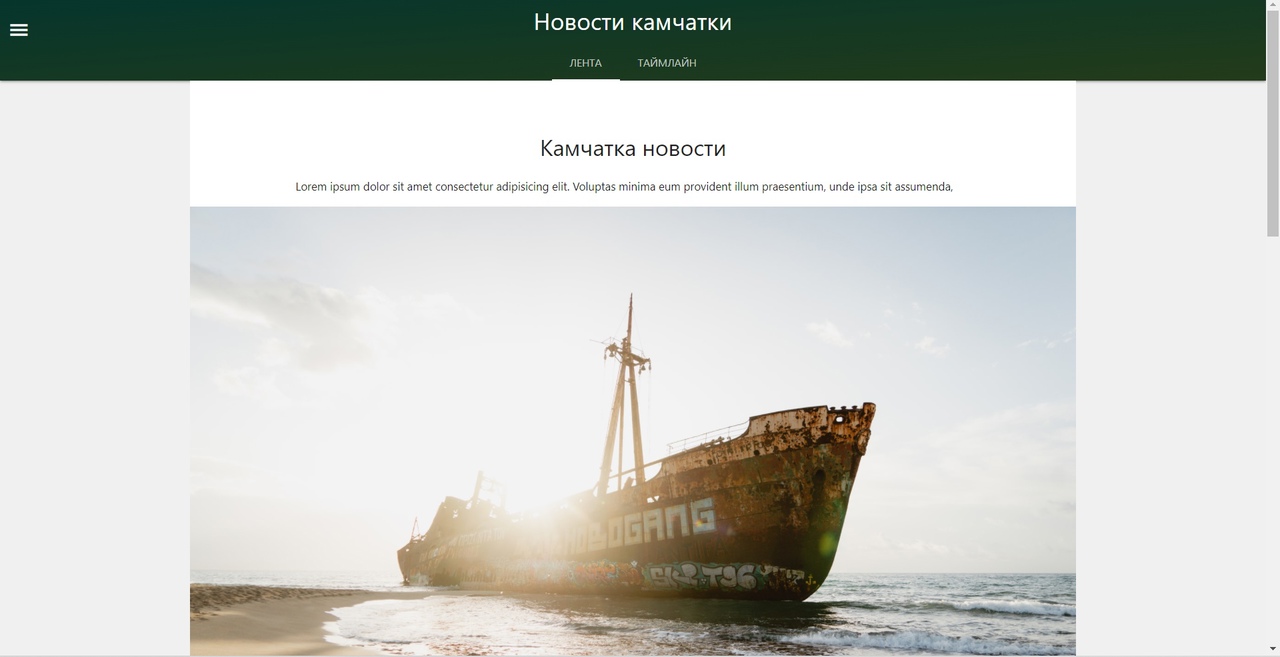 Новости камчатки
ЛЕНТА
ТАЙМЛАЙН
Камчатка новости
Lorem ipsum dolor sit amet consectetur adipisicing elit. Voluptas minima eum provident illum praesentium, unde ipsa sit assumenda,